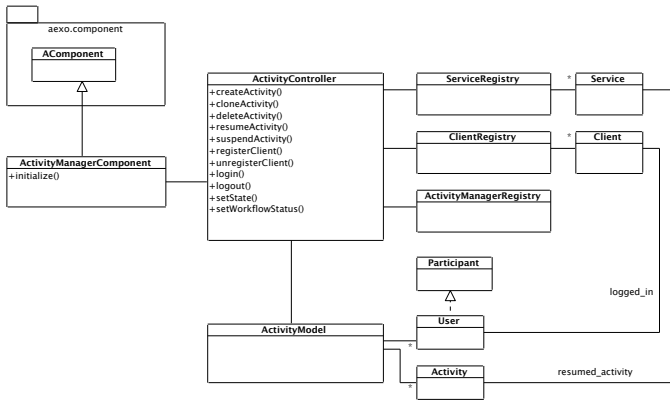 aexo.component
AComponent
ActivityManagerComponent
+initialize()
ActivityController
+createActivity()
+cloneActivity()
+deleteActivity()
+resumeActivity()
+suspendActivity()
+registerClient()
+unregisterClient()
+login()
+logout()
+setState()
+setWorkflowStatus()
ServiceRegistry
*
Service
ClientRegistry
*
Client
ActivityManagerRegistry
Participant
logged_in
User
*
ActivityModel
Activity
*
resumed_activity